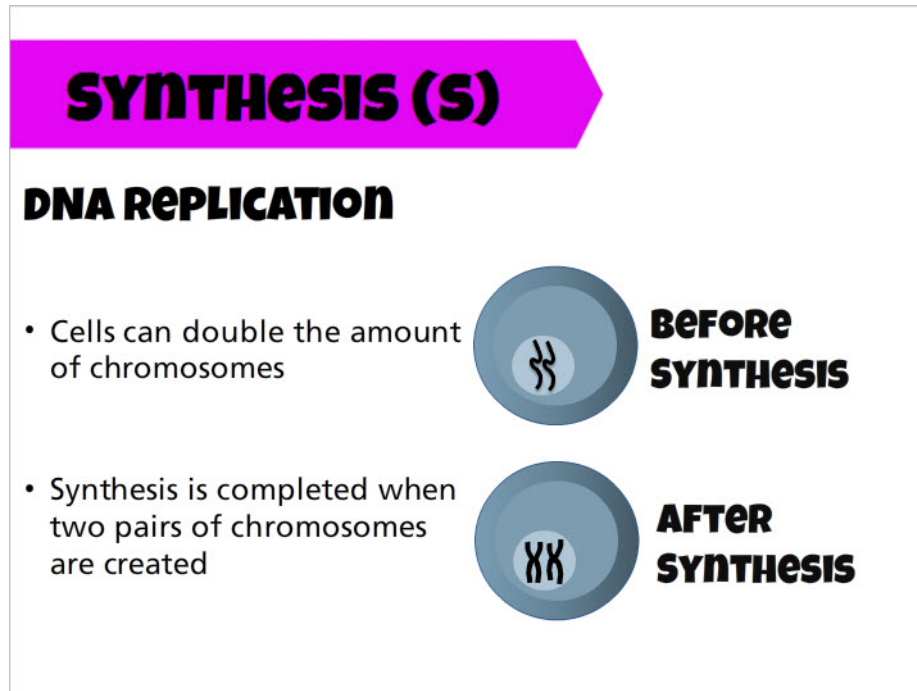 Synthesis (S)
DNA Replication
• Cells can double the amount
of chromosomes
Before
Synthesis
• Synthesis is completed when
two pairs of chromosomes
are created
After
Synthesis